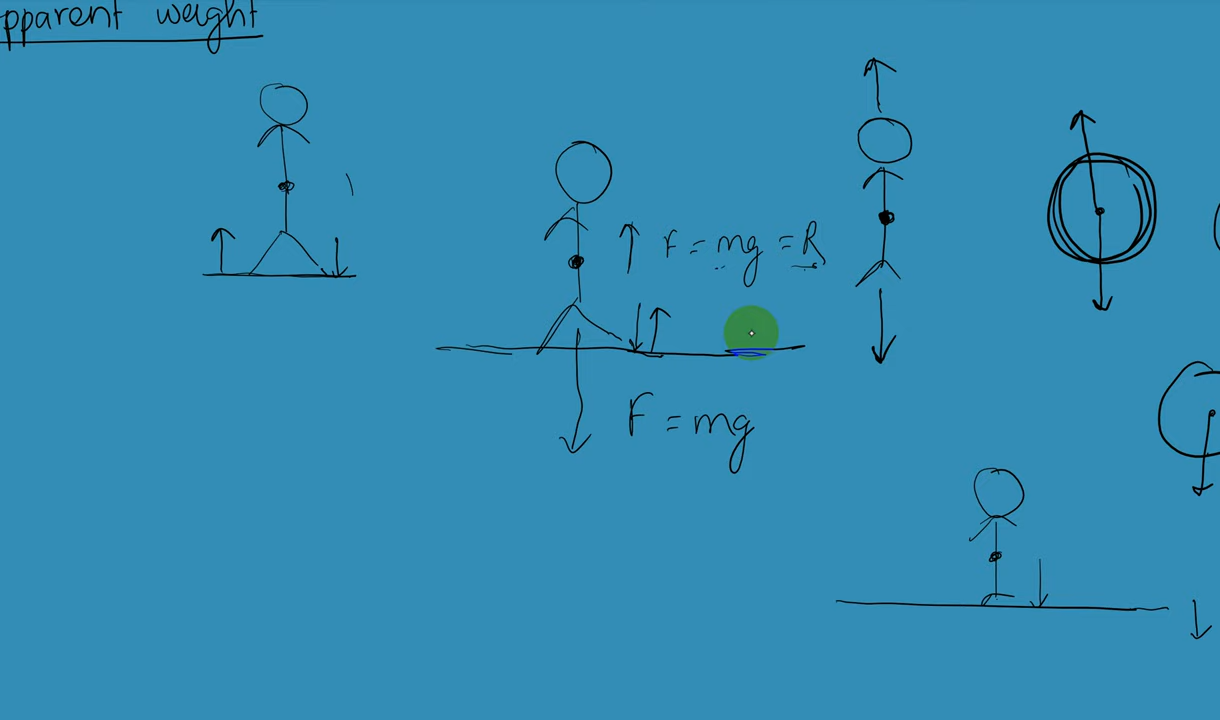 pparent weight
F = mg = R
F = mg